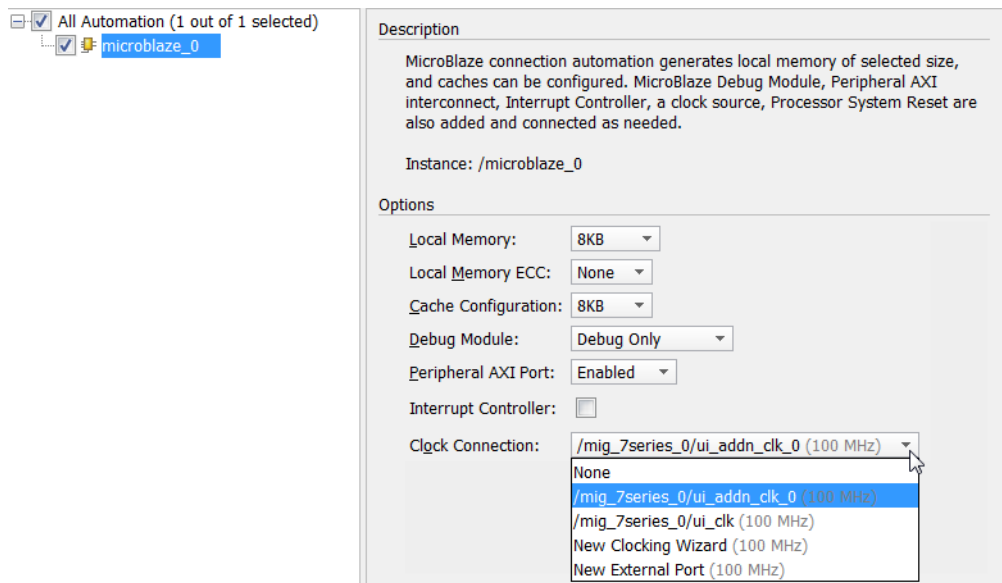 All Automation (1 out of 1 selected)
microblaze_0
Description
MicroBlaze connection automation generates local memory of selected size,
and caches can be configured. MicroBlaze Debug Module, Peripheral AXI
interconnect, Interrupt Controller, a clock source, Processor System Reset are
also added and connected as needed.
Instance: /microblaze_0
Options
Local Memory: 8KB
Local Memory ECC: None
Cache Configuration: 8KB
Debug Module: Debug Only
Peripheral AXI Port: Enabled
Interrupt Controller:
Clock Connection: /mig_7series_0/ui_addn_clk_0 (100 MHz)
None
/mig_7series_0/ui_addn_clk_0 (100 MHz)
/mig_7series_0/ui_clk (100 MHz)
New Clocking Wizard (100 MHz)
New External Port (100 MHz)